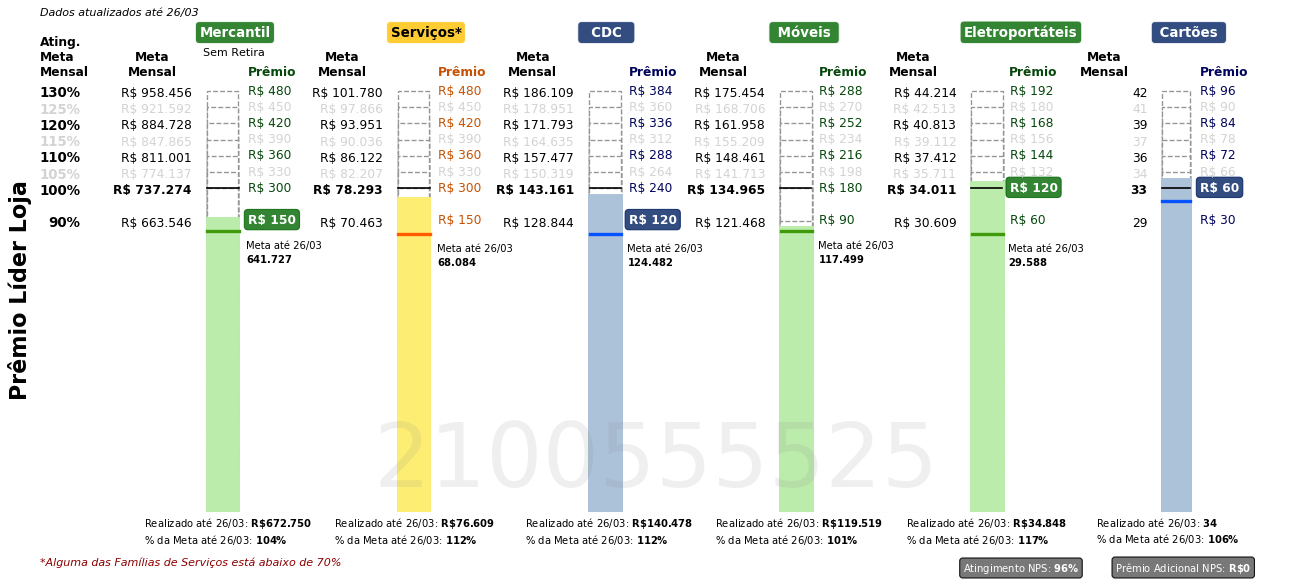 Dados atualizados até 26/03
Prêmio Líder Loja
Mercantil Serviços* CDC Móveis Eletroportáteis Cartões
Sem Retira
Ating. Meta Mensal
Meta Mensal Prêmio Meta Mensal Prêmio Meta Mensal Prêmio Meta Mensal Prêmio Meta Mensal Prêmio Meta Mensal Prêmio
130% R$ 958.456 R$ 480 R$ 101.780 R$ 480 R$ 186.109 R$ 384 R$ 175.454 R$ 288 R$ 44.214 R$ 192 42 R$ 96
125% R$ 921.592 R$ 450 R$ 97.866 R$ 450 R$ 178.951 R$ 360 R$ 168.706 R$ 270 R$ 42.513 R$ 180 41 R$ 90
120% R$ 884.728 R$ 420 R$ 93.951 R$ 420 R$ 171.793 R$ 336 R$ 161.958 R$ 252 R$ 40.813 R$ 168 39 R$ 84
115% R$ 847.865 R$ 390 R$ 90.036 R$ 390 R$ 164.635 R$ 312 R$ 155.209 R$ 234 R$ 39.112 R$ 156 37 R$ 78
110% R$ 811.001 R$ 360 R$ 86.122 R$ 360 R$ 157.477 R$ 288 R$ 148.461 R$ 216 R$ 37.412 R$ 144 36 R$ 72
105% R$ 774.137 R$ 330 R$ 82.207 R$ 330 R$ 150.319 R$ 264 R$ 141.713 R$ 198 R$ 35.711 R$ 132 34 R$ 66
100% R$ 737.274 R$ 300 R$ 78.293 R$ 300 R$ 143.161 R$ 240 R$ 134.965 R$ 180 R$ 34.011 R$ 120 33 R$ 60
90% R$ 663.546 R$ 150 R$ 70.463 R$ 150 R$ 128.844 R$ 120 R$ 121.468 R$ 90 R$ 30.609 R$ 60 29 R$ 30
Meta até 26/03 Meta até 26/03 Meta até 26/03 Meta até 26/03 Meta até 26/03
641.727 68.084 124.482 117.499 29.588
2100555525
Realizado até 26/03: R$672.750 Realizado até 26/03: R$76.609 Realizado até 26/03: R$140.478 Realizado até 26/03: R$119.519 Realizado até 26/03: R$34.848 Realizado até 26/03: 34
% da Meta até 26/03: 104% % da Meta até 26/03: 112% % da Meta até 26/03: 112% % da Meta até 26/03: 101% % da Meta até 26/03: 117% % da Meta até 26/03: 106%
*Alguma das Famílias de Serviços está abaixo de 70%
Atingimento NPS: 96% Prêmio Adicional NPS: R$0